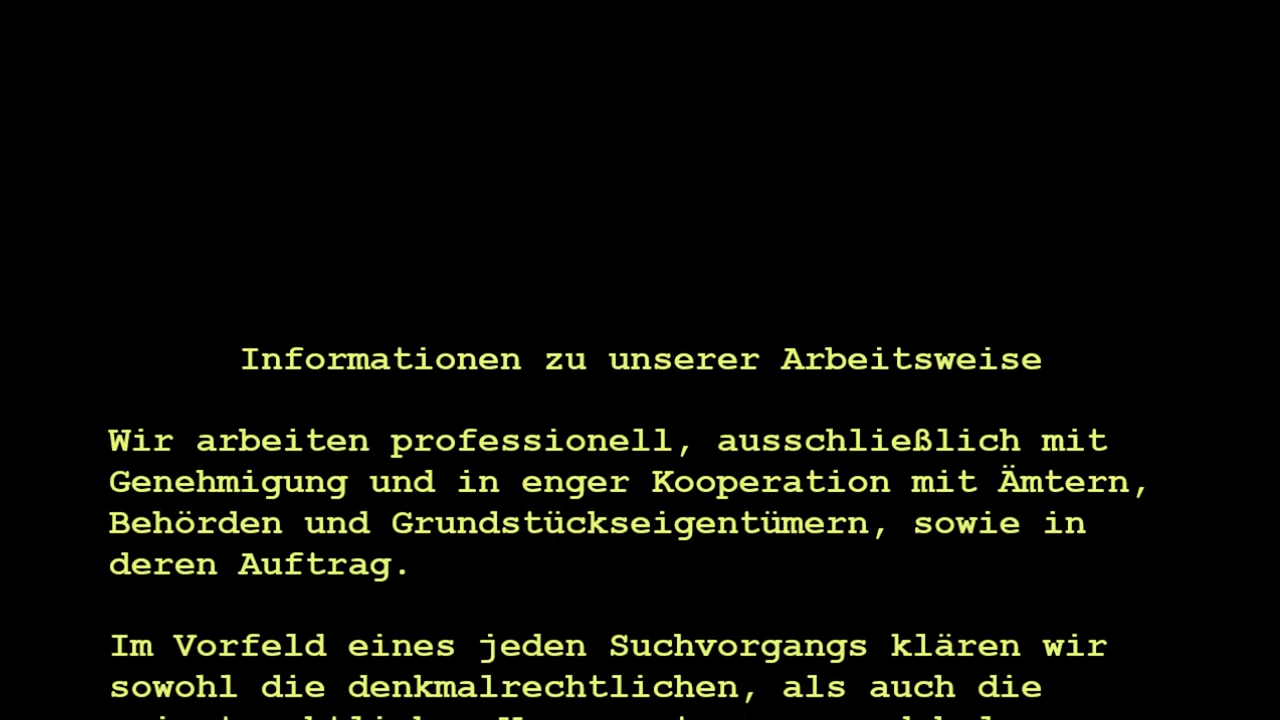 Informationen zu unserer Arbeitsweise
Wir arbeiten professionell, ausschließlich mit
Genehmigung und in enger Kooperation mit Ämtern,
Behörden und Grundstückseigentümern, sowie in
deren Auftrag.
Im Vorfeld eines jeden Suchvorgangs klären wir
sowohl die denkmalrechtlichen, als auch die